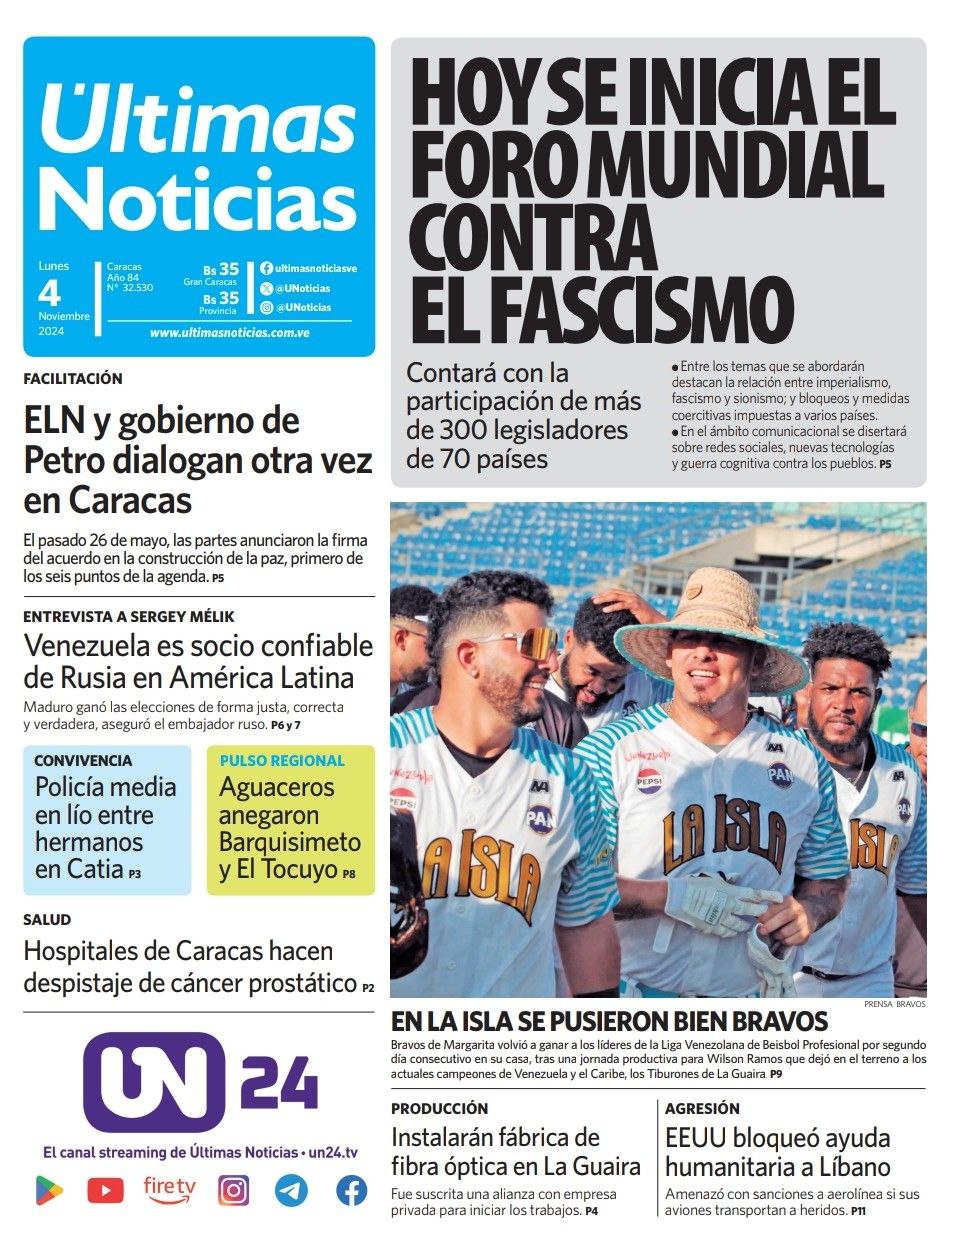 Últimas
Noticias
Lunes
4
Noviembre
2024
Caracas
Año 84
N° 32.530
Bs 35
Gran Caracas
Bs 35
Provincia
ultimasnoticiasve
@UNoticias
@UNoticias
www.ultimasnoticias.com.ve
HOY SE INICIA EL
FORO MUNDIAL
CONTRA
EL FASCISMO
Contará con la
participación de más
de 300 legisladores
de 70 países
● Entre los temas que se abordarán
destacan la relación entre imperialismo,
fascismo y sionismo; y bloqueos y medidas
coercitivas impuestas a varios países.
● En el ámbito comunicacional se disertará
sobre redes sociales, nuevas tecnologías
y guerra cognitiva contra los pueblos. P5
FACILITACIÓN
ELN y gobierno de
Petro dialogan otra vez
en Caracas
El pasado 26 de mayo, las partes anunciaron la firma
del acuerdo en la construcción de la paz, primero de
los seis puntos de la agenda. P5
ENTREVISTA A SERGEY MÉLIK
Venezuela es socio confiable
de Rusia en América Latina
Maduro ganó las elecciones de forma justa, correcta
y verdadera, aseguró el embajador ruso. P6 y 7
CONVIVENCIA
Policía media
en lío entre
hermanos
en Catia P3
PULSO REGIONAL
Aguaceros
anegaron
Barquisimeto
y El Tocuyo P8
SALUD
Hospitales de Caracas hacen
despistaje de cáncer prostático P2
UN 24
El canal streaming de Últimas Noticias • un24.tv
fire tv
Venezuela
PEPSI
PAN
LA ISLA
Venezuela
PEPSI
PAN
LA ISLA
PAN
LA ISLA
PRENSA BRAVOS
EN LA ISLA SE PUSIERON BIEN BRAVOS
Bravos de Margarita volvió a ganar a los líderes de la Liga Venezolana de Beisbol Profesional por segundo
día consecutivo en su casa, tras una jornada productiva para Wilson Ramos que dejó en el terreno a los
actuales campeones de Venezuela y el Caribe, los Tiburones de La Guaira. P9
PRODUCCIÓN
Instalarán fábrica de
fibra óptica en La Guaira
Fue suscrita una alianza con empresa
privada para iniciar los trabajos. P4
AGRESIÓN
EEUU bloqueó ayuda
humanitaria a Líbano
Amenazó con sanciones a aerolínea si sus
aviones transportan a heridos. P11